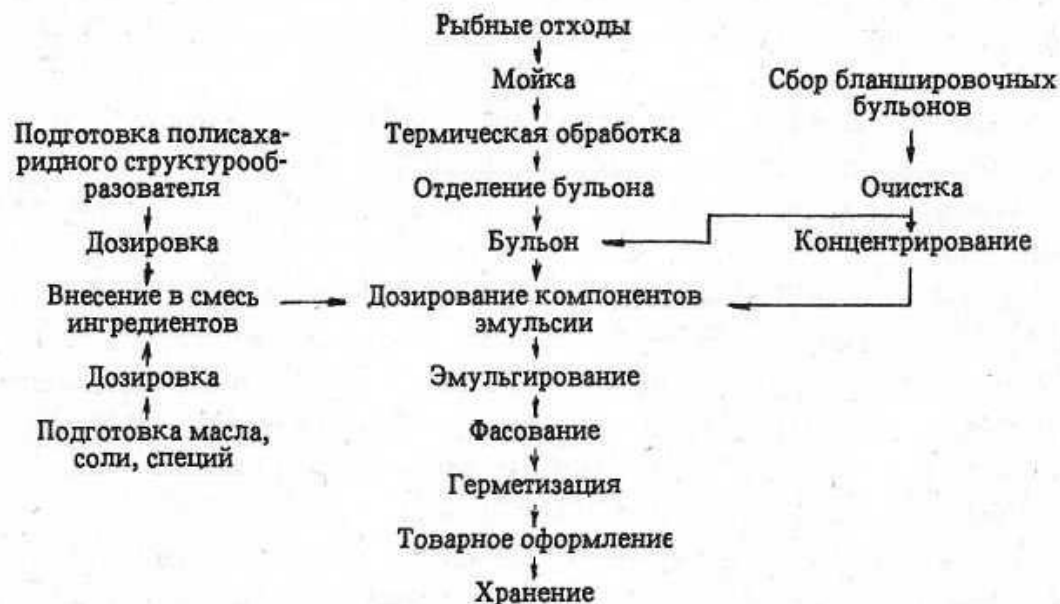 Рыбные отходы
Мойка
Термическая обработка
Отделение бульона
Бульон
Сбор бланшировочных
бульонов
Очистка
Концентрирование
Подготовка полисаха-
ридного структурооб-
разователя
Дозировка
Внесение в смесь
ингредиентов
Дозировка
Подготовка масла,
соли, специй
Дозирование компонентов
эмульсии
Эмульгирование
Фасование
Герметизация
Товарное оформление
Хранение